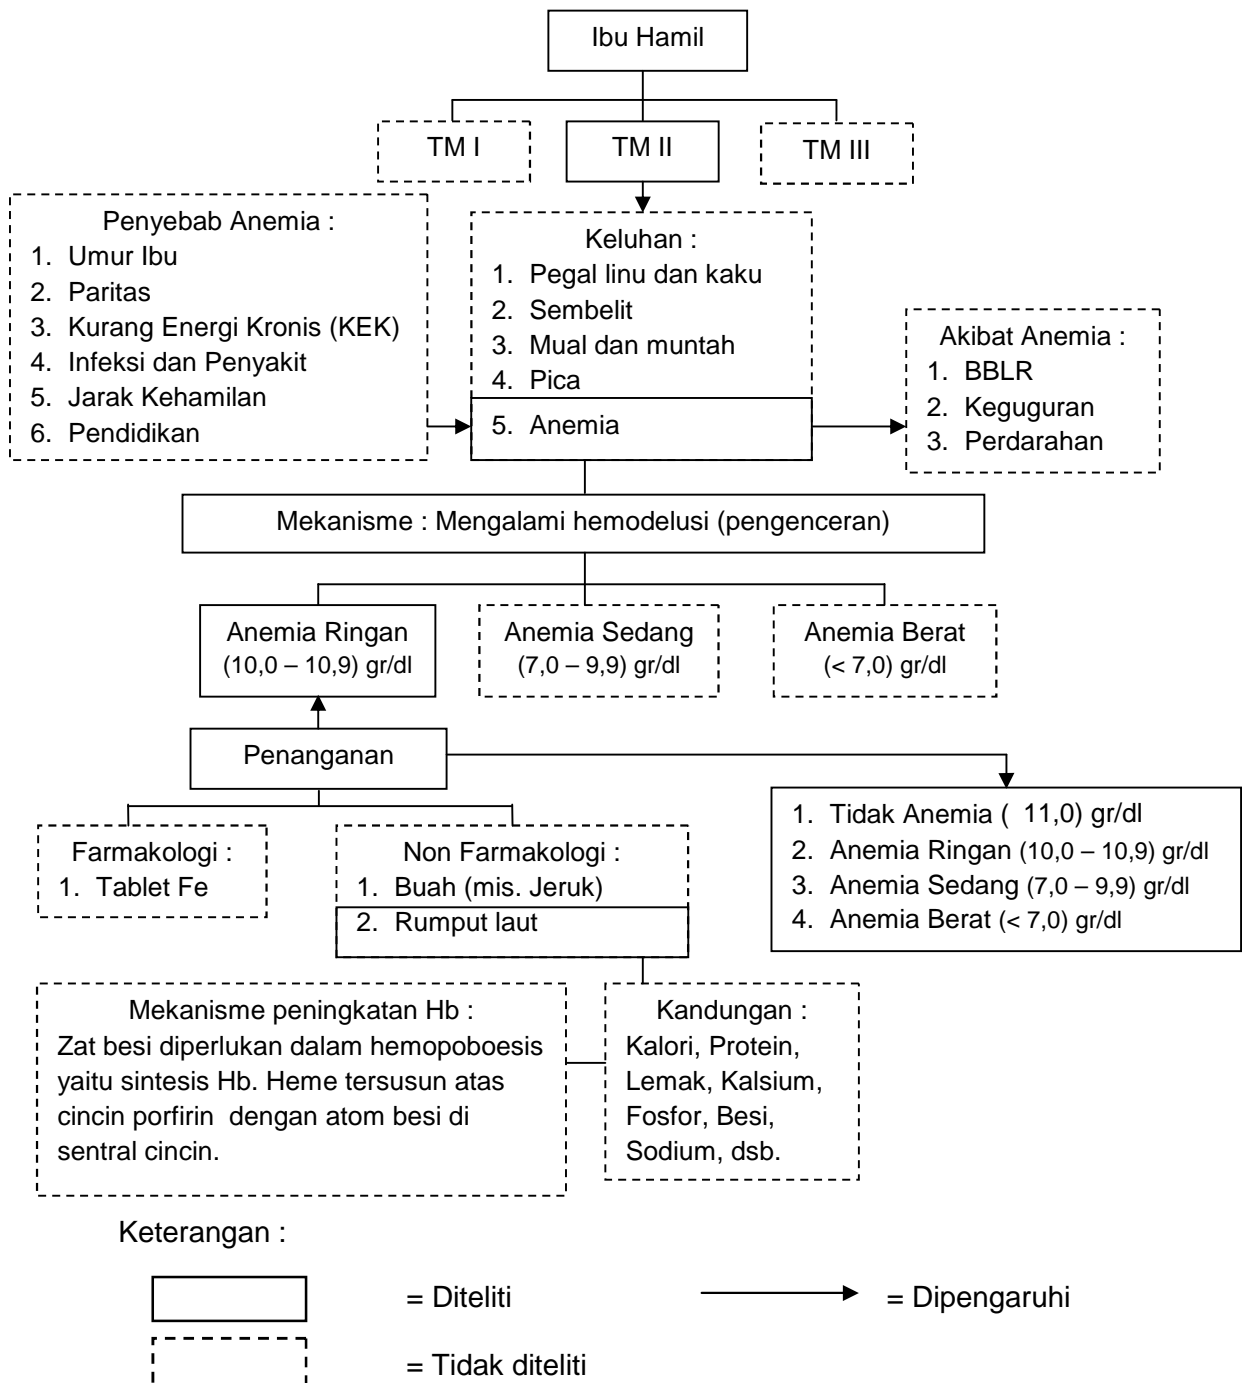 Ibu Hamil
TM I
TM II
TM III
Penyebab Anemia :
1. Umur Ibu
2. Paritas
3. Kurang Energi Kronis (KEK)
4. Infeksi dan Penyakit
5. Jarak Kehamilan
6. Pendidikan
Keluhan :
1. Pegal linu dan kaku
2. Sembelit
3. Mual dan muntah
4. Pica
5. Anemia
Akibat Anemia :
1. BBLR
2. Keguguran
3. Perdarahan
Mekanisme : Mengalami hemodelusi (pengenceran)
Anemia Ringan
(10,0 – 10,9) gr/dl
Anemia Sedang
(7,0 – 9,9) gr/dl
Anemia Berat
(< 7,0) gr/dl
Penanganan
1. Tidak Anemia ( 11,0) gr/dl
2. Anemia Ringan (10,0 – 10,9) gr/dl
3. Anemia Sedang (7,0 – 9,9) gr/dl
4. Anemia Berat (< 7,0) gr/dl
Farmakologi :
1. Tablet Fe
Non Farmakologi :
1. Buah (mis. Jeruk)
2. Rumput laut
Mekanisme peningkatan Hb :
Zat besi diperlukan dalam hemopoboesis
yaitu sintesis Hb. Heme tersusun atas
cincin porfirin dengan atom besi di
sentral cincin.
Kandungan :
Kalori, Protein,
Lemak, Kalsium,
Fosfor, Besi,
Sodium, dsb.
Keterangan :
= Diteliti
= Dipengaruhi
= Tidak diteliti